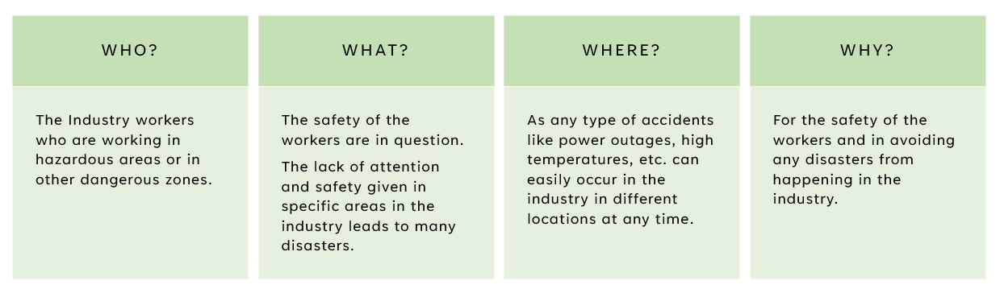 WHO?
The Industry workers
who are working in
hazardous areas or in
other dangerous zones.
WHAT?
The safety of the
workers are in question.
The lack of attention
and safety given in
specific areas in the
industry leads to many
disasters.
WHERE?
As any type of accidents
like power outages, high
temperatures, etc. can
easily occur in the
industry in different
locations at any time.
WHY?
For the safety of the
workers and in avoiding
any disasters from
happening in the
industry.